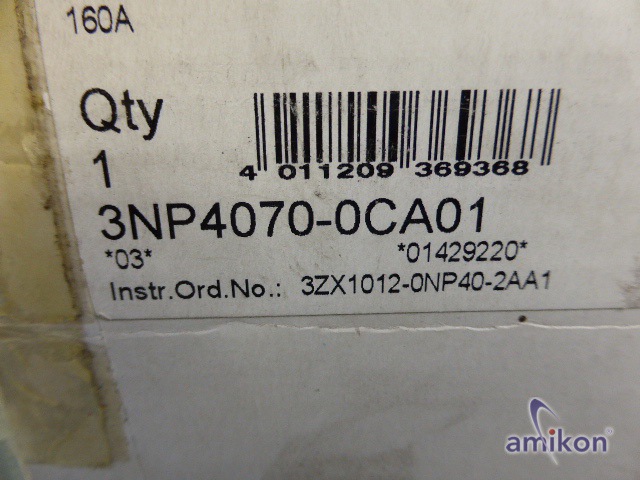 160A
Qty
1
4 011209 369368
3NP4070-0CA01
*03* *01429220*
Instr.Ord.No.: 3ZX1012-0NP40-2AA1
amikon